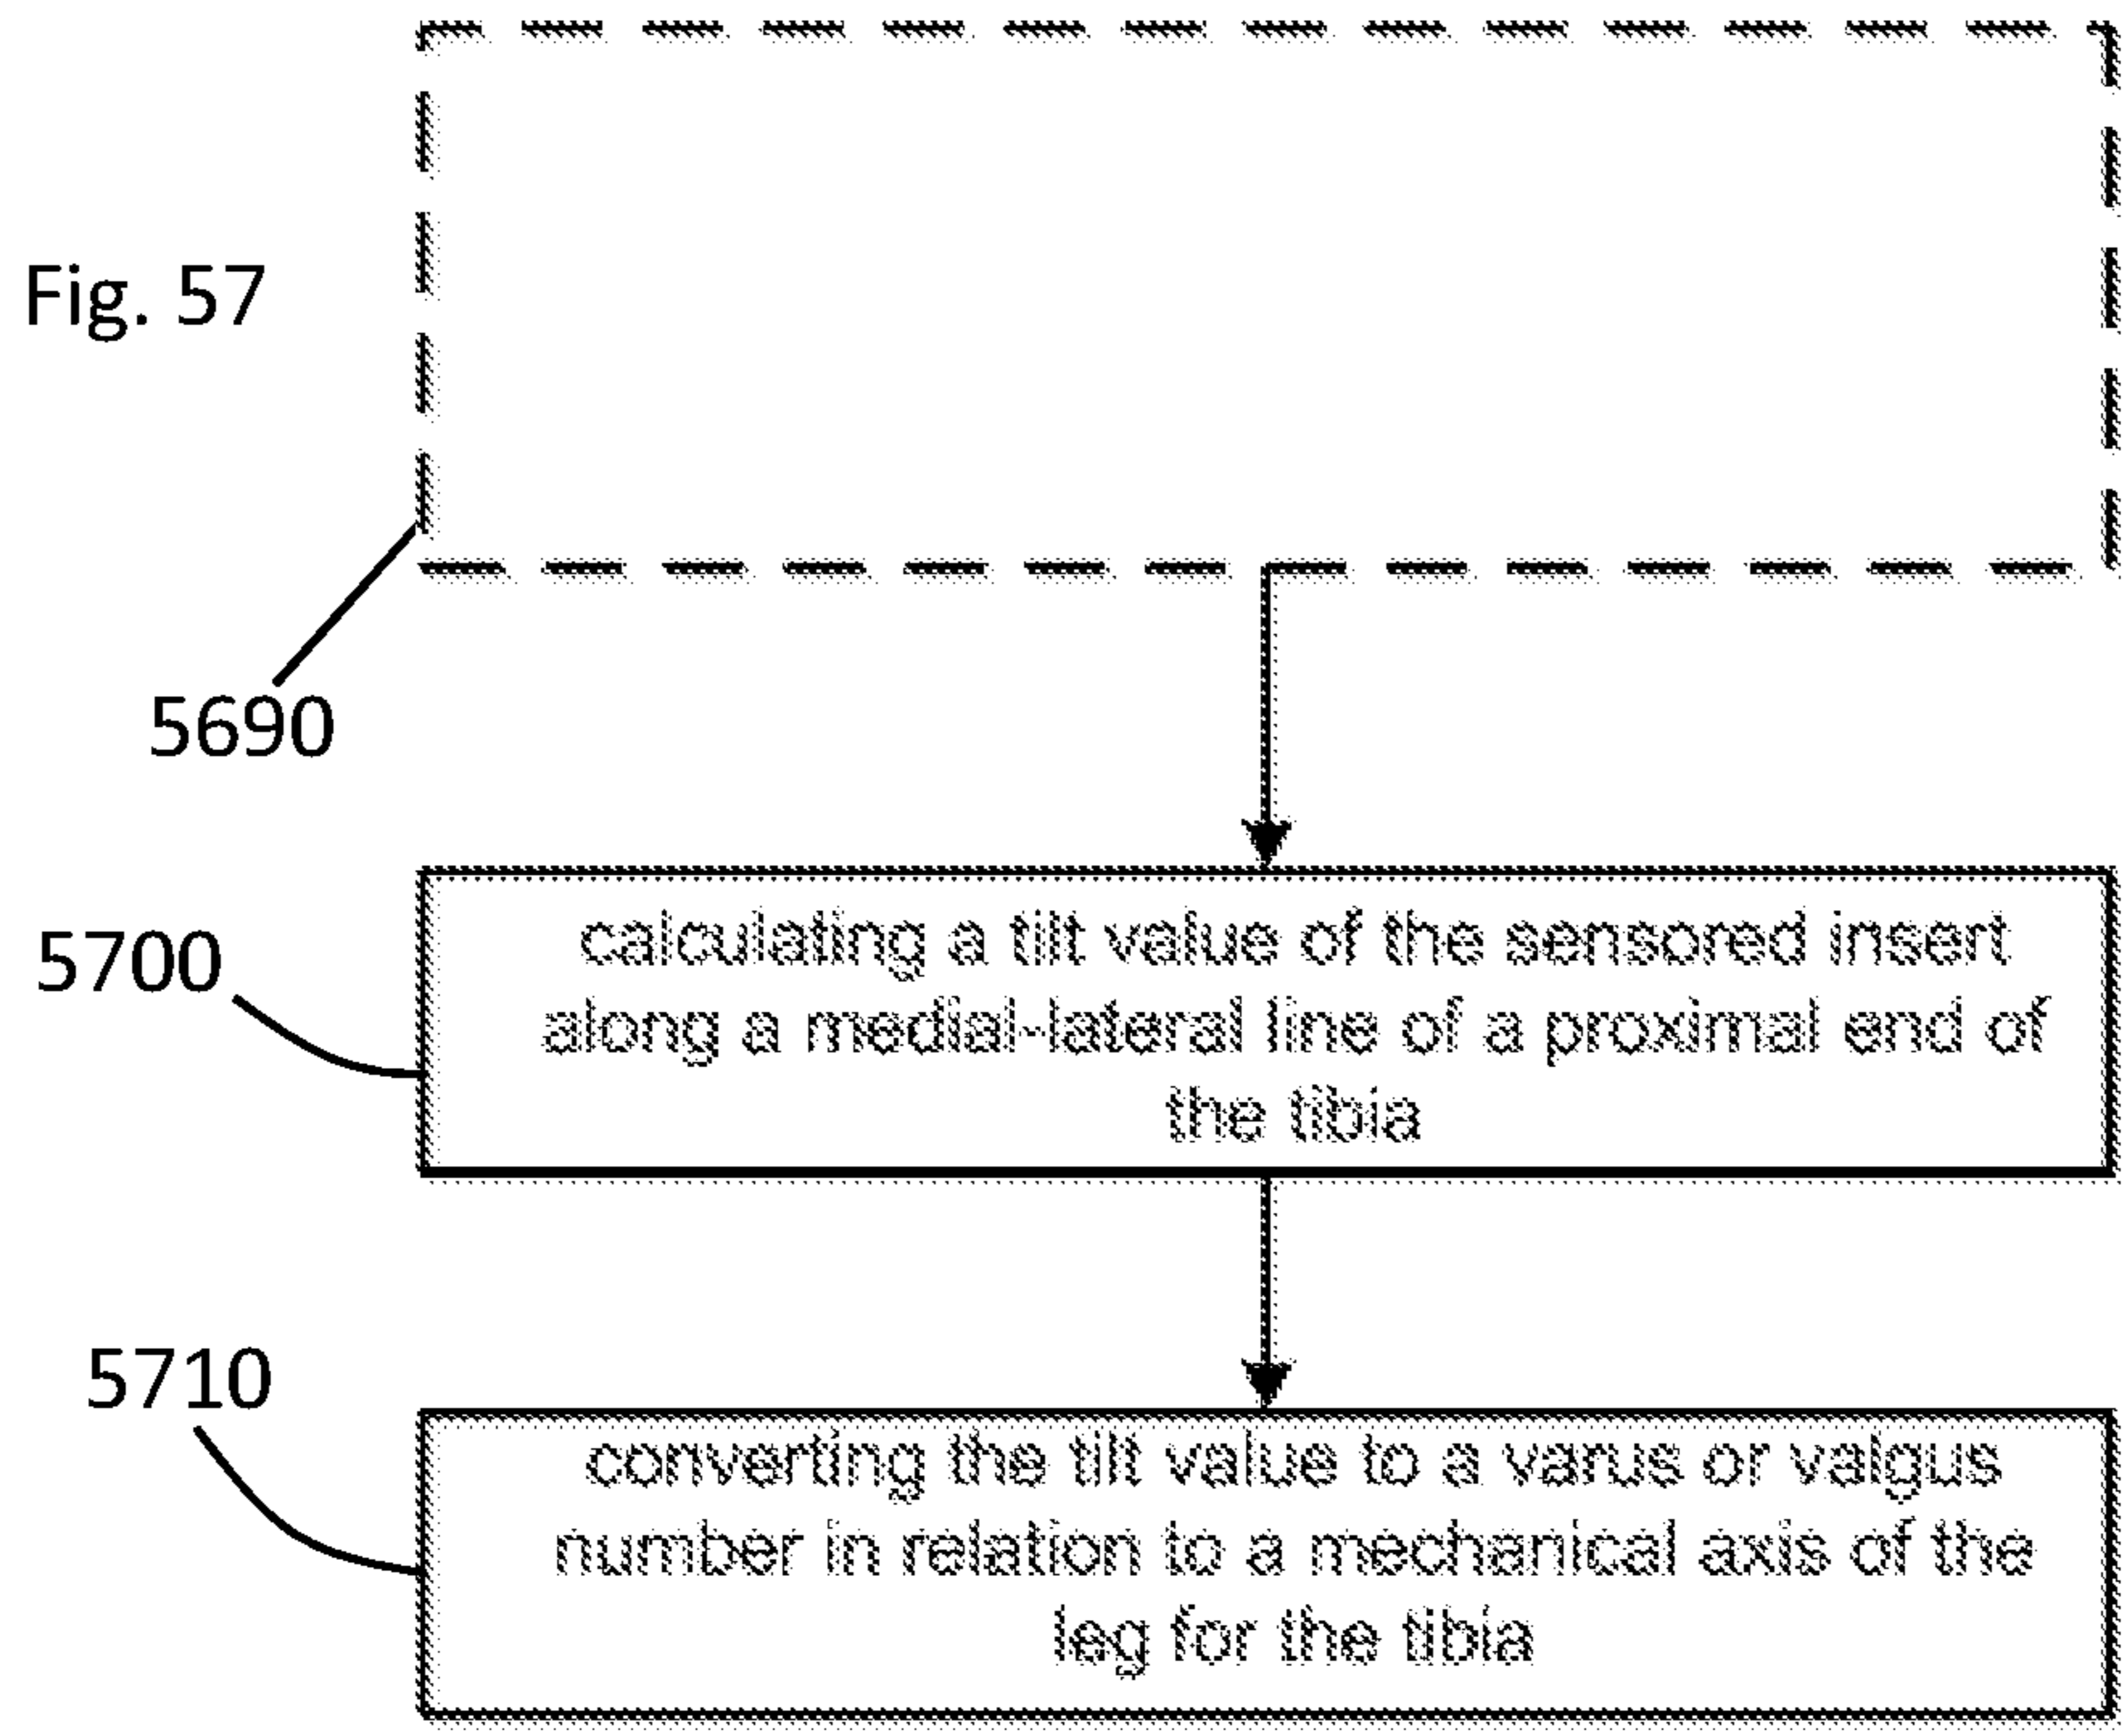 Fig. 57
5690
5700
calculating a tilt value of the sensored insert
along a medial-lateral line of a proximal end of
the tibia
5710
converting the tilt value to a varus or valgus
number in relation to a mechanical axis of the
leg for the tibia